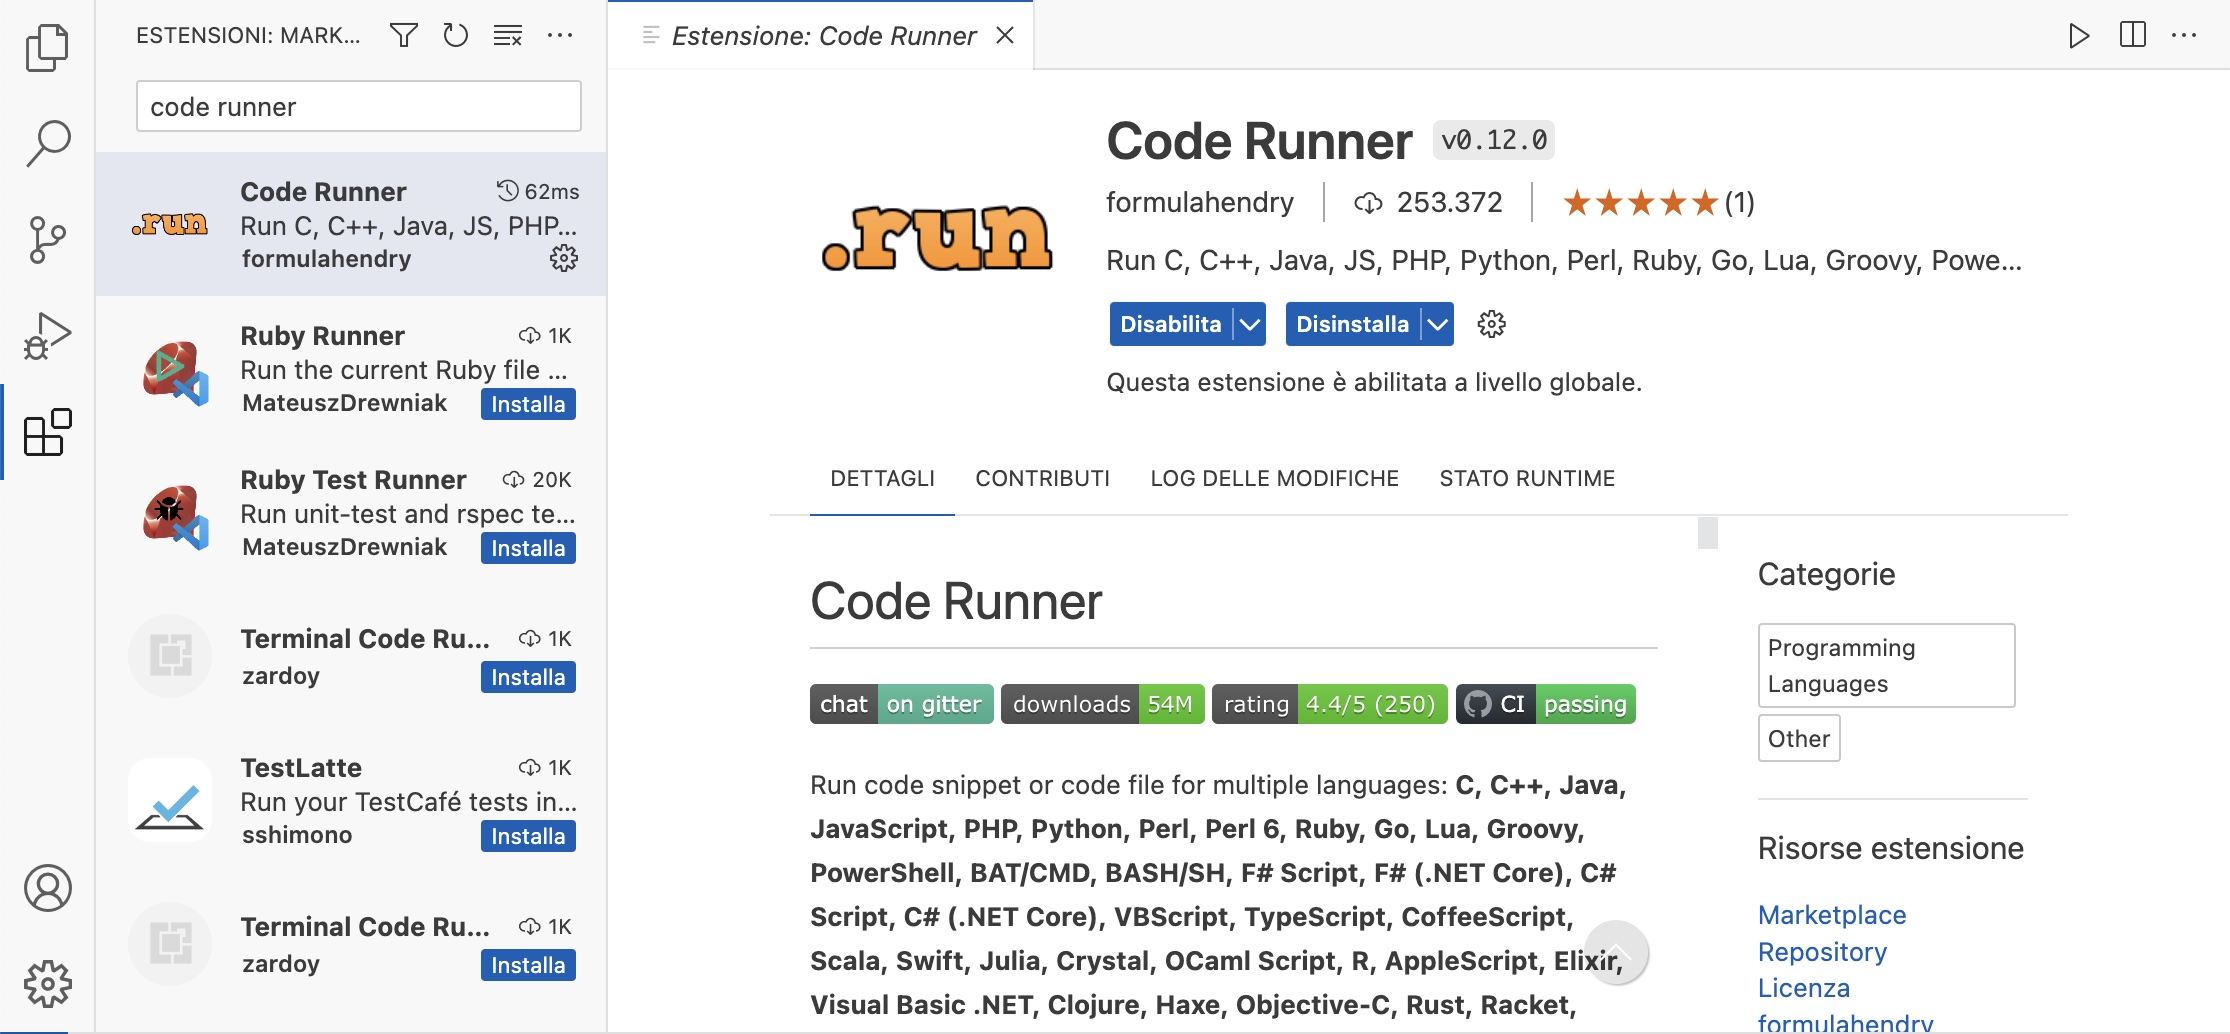 ESTENSIONI: MARK...
code runner
Code Runner 62ms
Run C, C++, Java, JS, PHP...
formulahendry
Ruby Runner 1K
Run the current Ruby file ...
MateuszDrewniak Installa
Ruby Test Runner 20K
Run unit-test and rspec te...
MateuszDrewniak Installa
Terminal Code Ru... 1K
zardoy Installa
TestLatte 1K
Run your TestCafé tests in...
sshimono Installa
Terminal Code Ru... 1K
zardoy Installa
Estensione: Code Runner
.run
Code Runner v0.12.0
formulahendry 253.372 (1)
Run C, C++, Java, JS, PHP, Python, Perl, Ruby, Go, Lua, Groovy, Powe...
Disabilita Disinstalla
Questa estensione è abilitata a livello globale.
DETTAGLI CONTRIBUTI LOG DELLE MODIFICHE STATO RUNTIME
Code Runner
chat on gitter downloads 54M rating 4.4/5 (250) CI passing
Run code snippet or code file for multiple languages: C, C++, Java,
JavaScript, PHP, Python, Perl, Perl 6, Ruby, Go, Lua, Groovy,
PowerShell, BAT/CMD, BASH/SH, F# Script, F# (.NET Core), C#
Script, C# (.NET Core), VBScript, TypeScript, CoffeeScript,
Scala, Swift, Julia, Crystal, OCaml Script, R, AppleScript, Elixir,
Visual Basic .NET, Clojure, Haxe, Objective-C, Rust, Racket,
Categorie
Programming
Languages
Other
Risorse estensione
Marketplace
Repository
Licenza
formulahendry